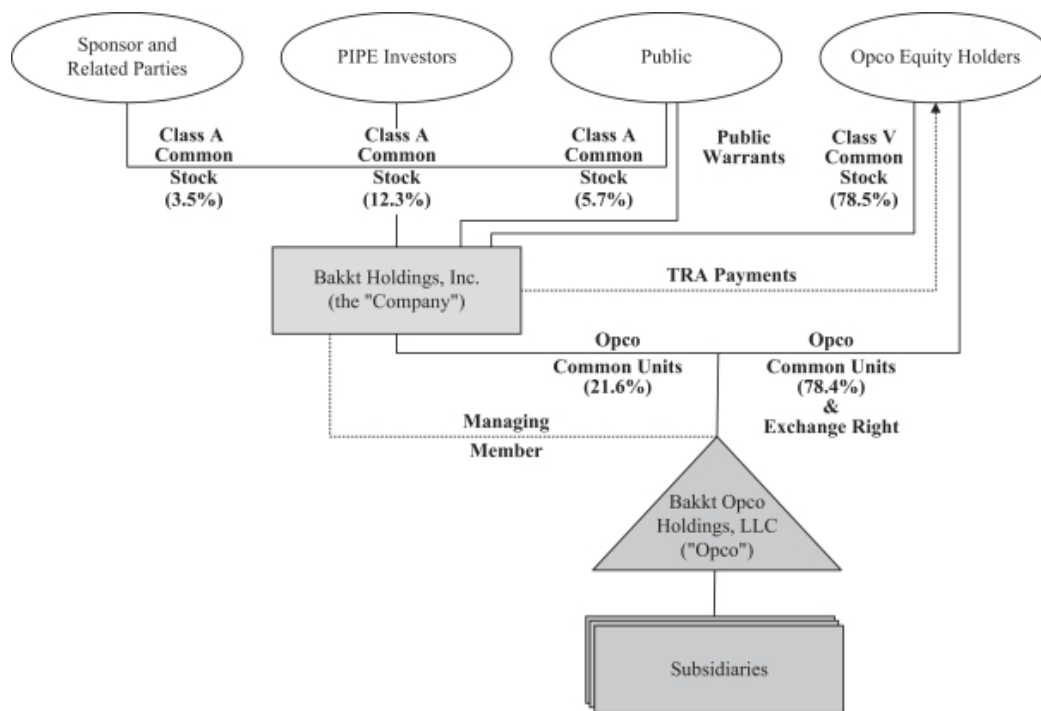 Sponsor and
Related Parties
PIPE Investors
Public
Opco Equity Holders
Class A
Common
Stock
(3.5%)
Class A
Common
Stock
(12.3%)
Class A
Common
Stock
(5.7%)
Public
Warrants
Class V
Common
Stock
(78.5%)
Bakkt Holdings, Inc.
(the "Company")
TRA Payments
Opco
Common Units
(21.6%)
Opco
Common Units
(78.4%)
&
Exchange Right
Managing
Member
Bakkt Opco
Holdings, LLC
("Opco")
Subsidiaries